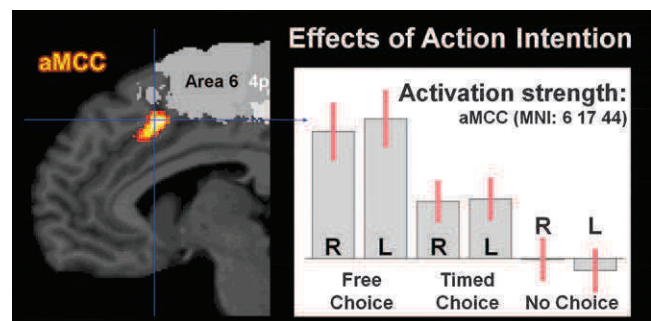 Effects of Action Intention
aMCC
Area 6 4p
Activation strength:
aMCC (MNI: 6 17 44)
R L R L R L
Free Choice
Timed Choice
No Choice